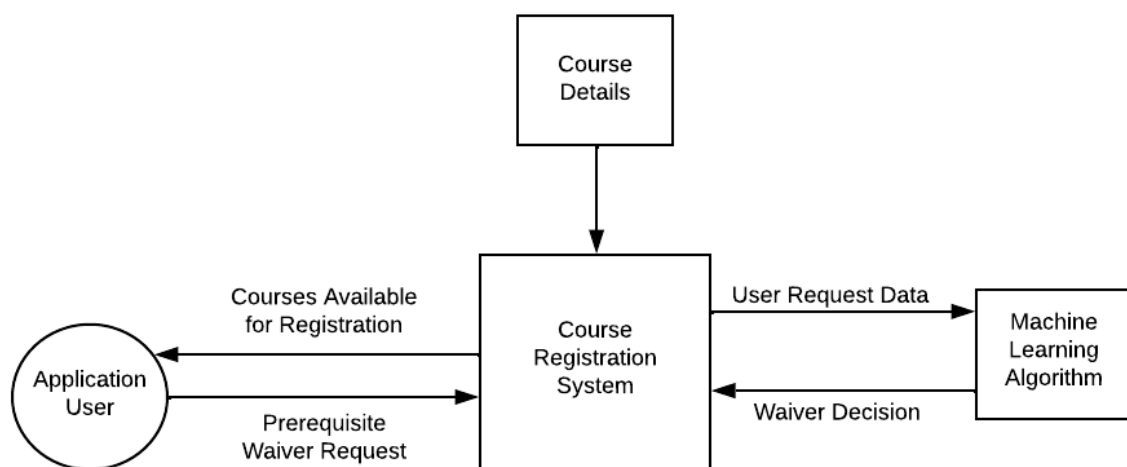 Course
Details
Courses Available
for Registration
User Request Data
Application
User
Course
Registration
System
Machine
Learning
Algorithm
Prerequisite
Waiver Request
Waiver Decision